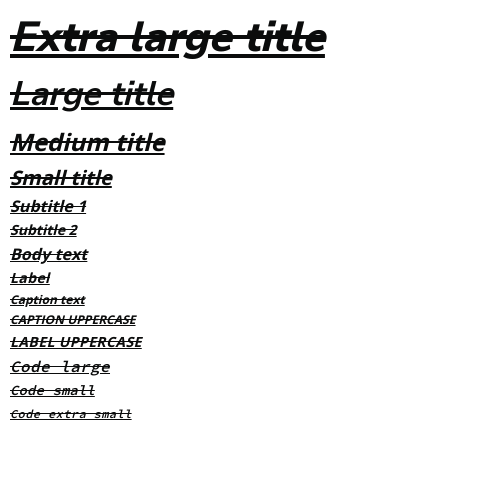 Extra large title
Large title
Medium title
Small title
Subtitle 1
Subtitle 2
Body text
Label
Caption text
CAPTION UPPERCASE
LABEL UPPERCASE
Code large
Code small
Code extra small